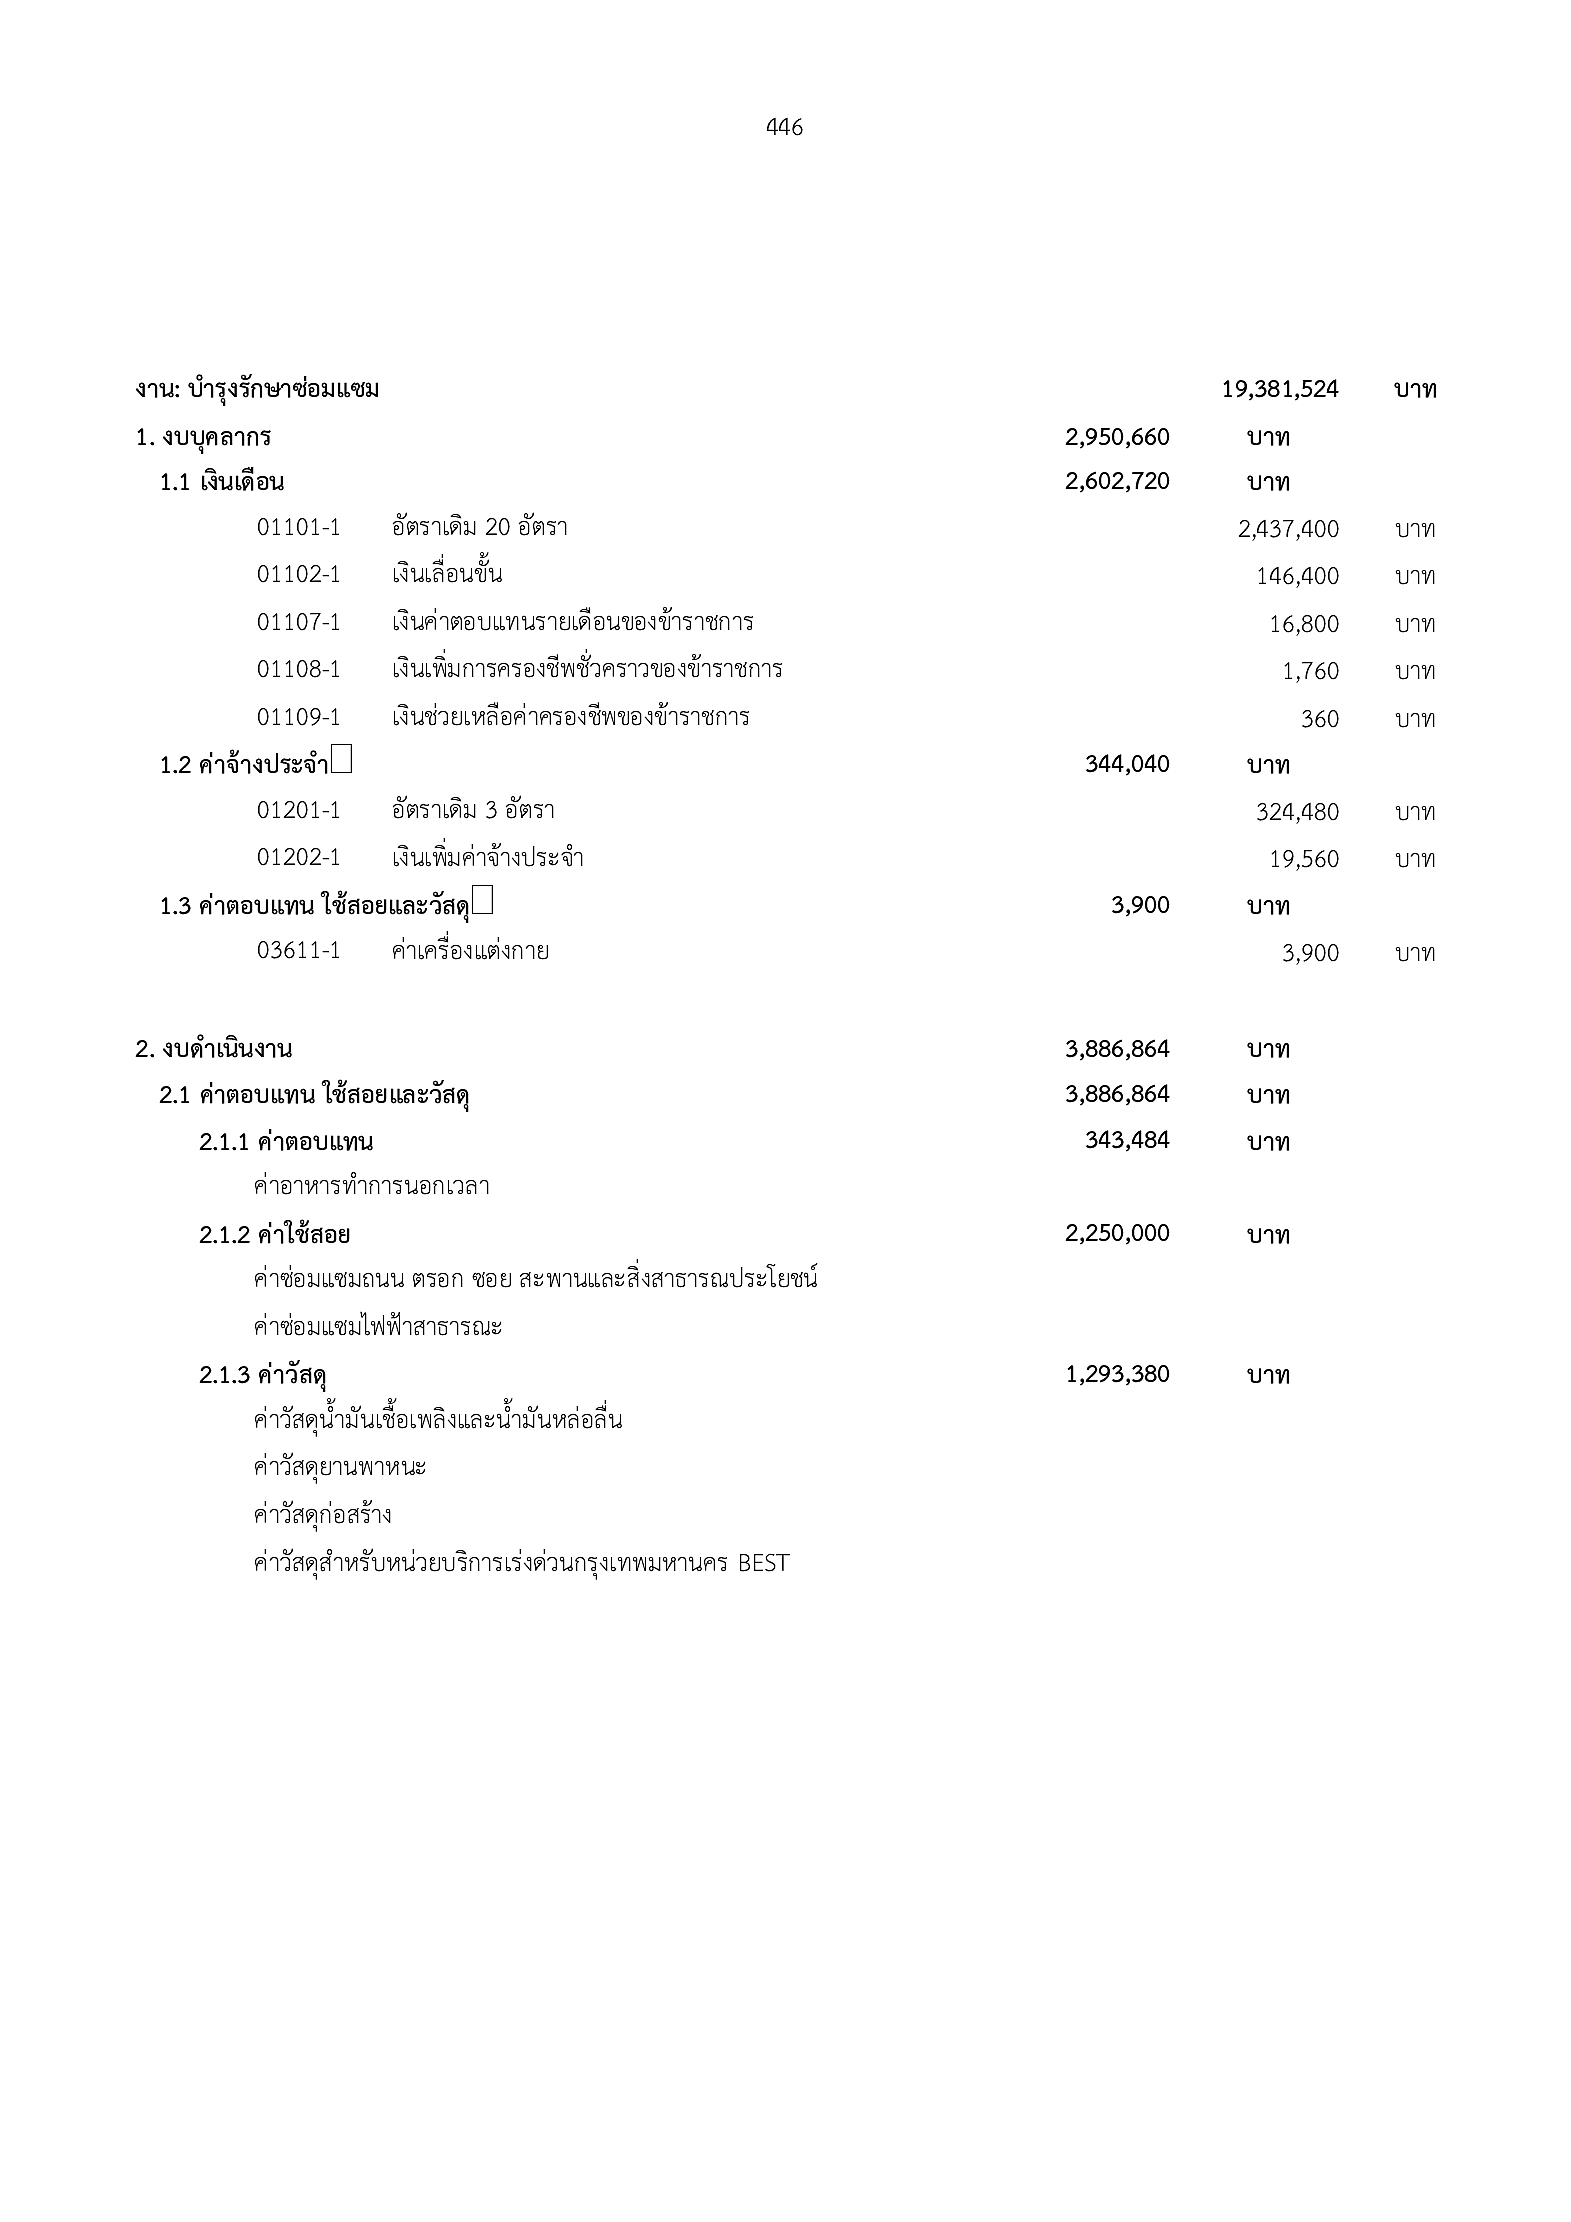 446
งาน: บำรุงรักษาซ่อมแซม 19,381,524 บาท
1. งบบุคลากร 2,950,660 บาท
1.1 เงินเดือน 2,602,720 บาท
01101-1 อัตราเดิม 20 อัตรา 2,437,400 บาท
01102-1 เงินเลื่อนขั้น 146,400 บาท
01107-1 เงินค่าตอบแทนรายเดือนของข้าราชการ 16,800 บาท
01108-1 เงินเพิ่มการครองชีพชั่วคราวของข้าราชการ 1,760 บาท
01109-1 เงินช่วยเหลือค่าครองชีพของข้าราชการ 360 บาท
1.2 ค่าจ้างประจำ 344,040 บาท
01201-1 อัตราเดิม 3 อัตรา 324,480 บาท
01202-1 เงินเพิ่มค่าจ้างประจำ 19,560 บาท
1.3 ค่าตอบแทน ใช้สอยและวัสดุ 3,900 บาท
03611-1 ค่าเครื่องแต่งกาย 3,900 บาท
2. งบดำเนินงาน 3,886,864 บาท
2.1 ค่าตอบแทน ใช้สอยและวัสดุ 3,886,864 บาท
2.1.1 ค่าตอบแทน 343,484 บาท
ค่าอาหารทำการนอกเวลา
2.1.2 ค่าใช้สอย 2,250,000 บาท
ค่าซ่อมแซมถนน ตรอก ซอย สะพานและสิ่งสาธารณประโยชน์
ค่าซ่อมแซมไฟฟ้าสาธารณะ
2.1.3 ค่าวัสดุ 1,293,380 บาท
ค่าวัสดุน้ำมันเชื้อเพลิงและน้ำมันหล่อลื่น
ค่าวัสดุยานพาหนะ
ค่าวัสดุก่อสร้าง
ค่าวัสดุสำหรับหน่วยบริการเร่งด่วนกรุงเทพมหานคร BEST